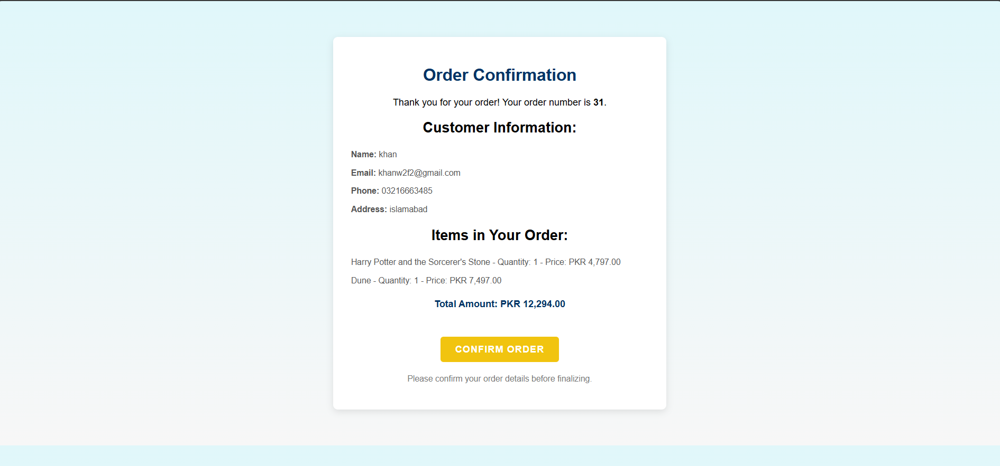 Order Confirmation
Thank you for your order! Your order number is 31.
Customer Information:
Name: khan
Email: khanw2f2@gmail.com
Phone: 03216663485
Address: islamabad
Items in Your Order:
Harry Potter and the Sorcerer's Stone - Quantity: 1 - Price: PKR 4,797.00
Dune - Quantity: 1 - Price: PKR 7,497.00
Total Amount: PKR 12,294.00
CONFIRM ORDER
Please confirm your order details before finalizing.